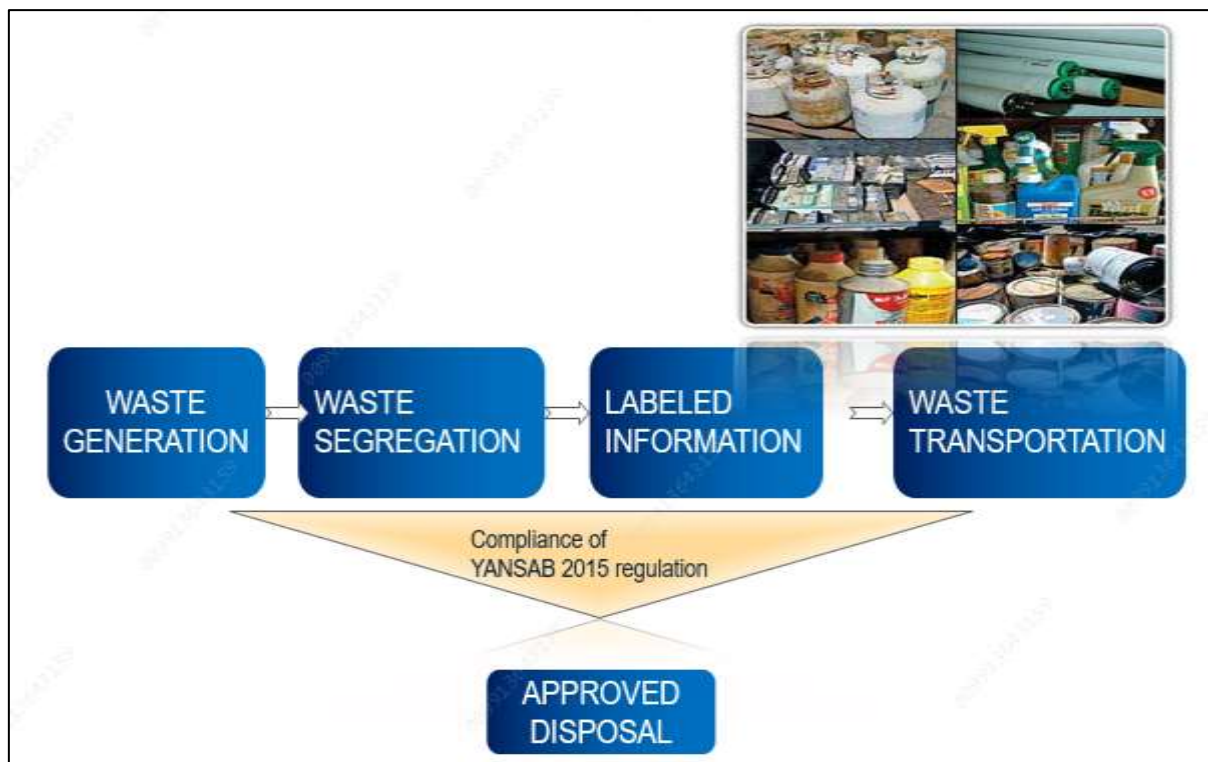 WASTE
GENERATION
WASTE
SEGREGATION
LABELED
INFORMATION
WASTE
TRANSPORTATION
Compliance of
YANSAB 2015 regulation
APPROVED
DISPOSAL